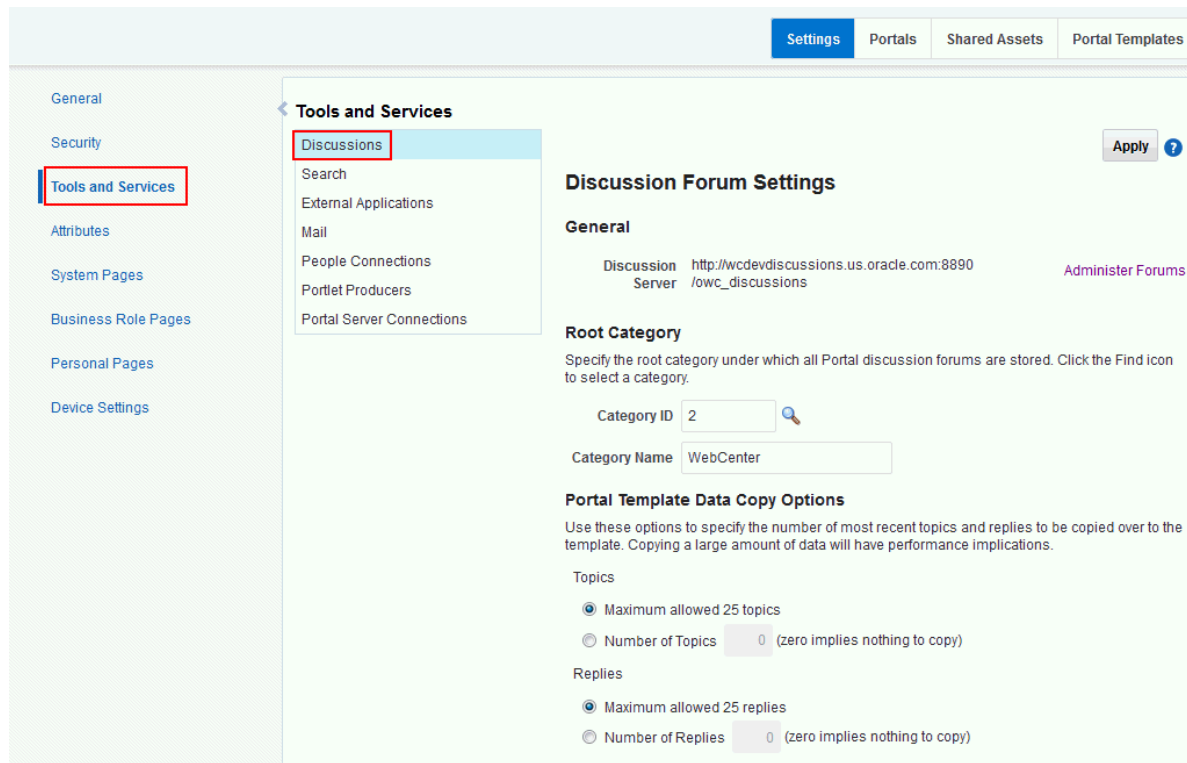 Settings
Portals
Shared Assets
Portal Templates
General
Security
Tools and Services
Attributes
System Pages
Business Role Pages
Personal Pages
Device Settings
Tools and Services
Discussions
Search
External Applications
Mail
People Connections
Portlet Producers
Portal Server Connections
Apply
?
Discussion Forum Settings
General
Discussion Server
http://wcdevdiscussions.us.oracle.com:8890
/owc_discussions
Administer Forums
Root Category
Specify the root category under which all Portal discussion forums are stored. Click the Find icon
to select a category.
Category ID 2
Category Name WebCenter
Portal Template Data Copy Options
Use these options to specify the number of most recent topics and replies to be copied over to the
template. Copying a large amount of data will have performance implications.
Topics
Maximum allowed 25 topics
Number of Topics 0 (zero implies nothing to copy)
Replies
Maximum allowed 25 replies
Number of Replies 0 (zero implies nothing to copy)